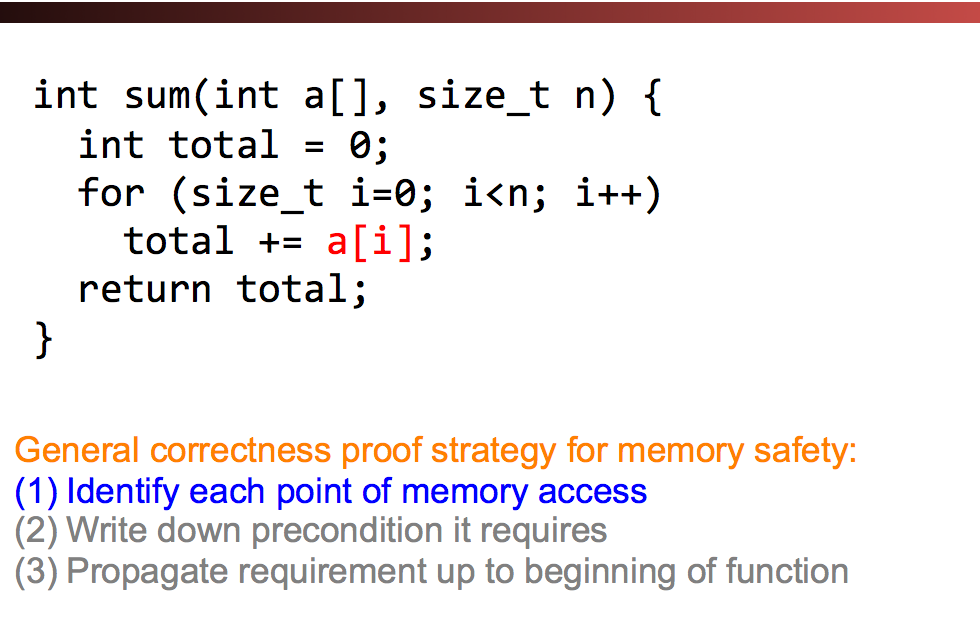 int sum(int a[], size_t n) {
  int total = 0;
  for (size_t i=0; i<n; i++)
    total += a[i];
  return total;
}
General correctness proof strategy for memory safety:
(1) Identify each point of memory access
(2) Write down precondition it requires
(3) Propagate requirement up to beginning of function